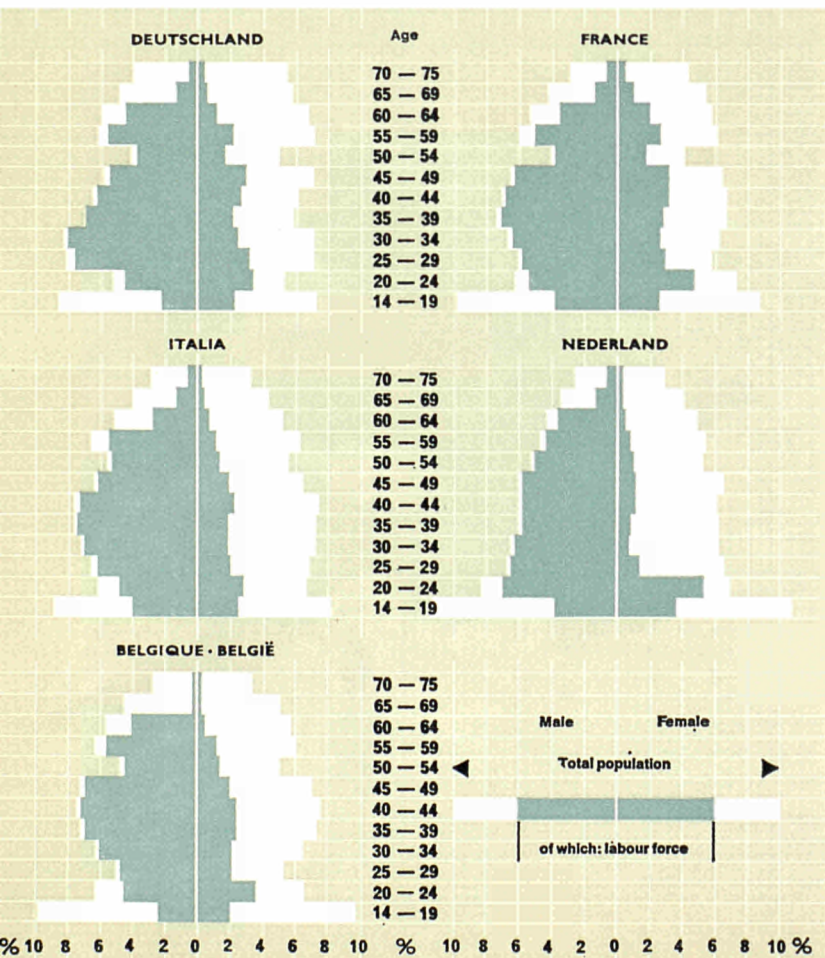 DEUTSCHLAND Age FRANCE
70 — 75
65 — 69
60 — 64
55 — 59
50 — 54
45 — 49
40 — 44
35 — 39
30 — 34
25 — 29
20 — 24
14 — 19
ITALIA NEDERLAND
70 — 75
65 — 69
60 — 64
55 — 59
50 — 54
45 — 49
40 — 44
35 — 39
30 — 34
25 — 29
20 — 24
14 — 19
BELGIQUE · BELGIË
70 — 75
65 — 69
60 — 64
55 — 59
50 — 54
45 — 49
40 — 44
35 — 39
30 — 34
25 — 29
20 — 24
14 — 19
Male Female
Total population
of which: labour force
% 10 8 6 4 2 0 2 4 6 8 10 % 10 8 6 4 2 0 2 4 6 8 10 %